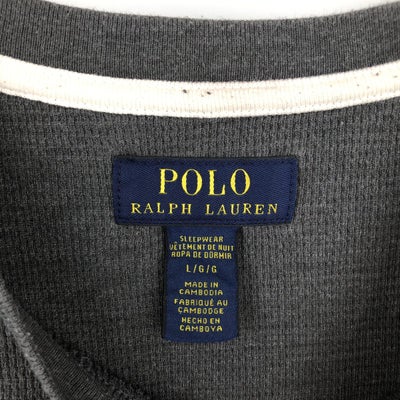 POLO
RALPH LAUREN
SLEEPWEAR
VÊTEMENT DE NUIT
ROPA DE DORMIR
L/G/G
MADE IN
CAMBODIA
FABRIQUÉ AU
CAMBODGE
HECHO EN
CAMBOYA